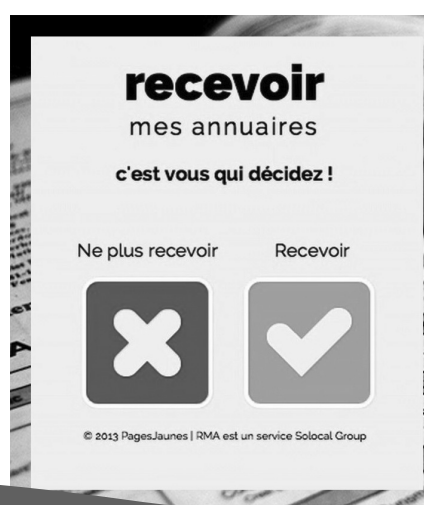 recevoir
mes annuaires
c'est vous qui décidez !
Ne plus recevoir Recevoir
© 2013 PagesJaunes | RMA est un service Solocal Group